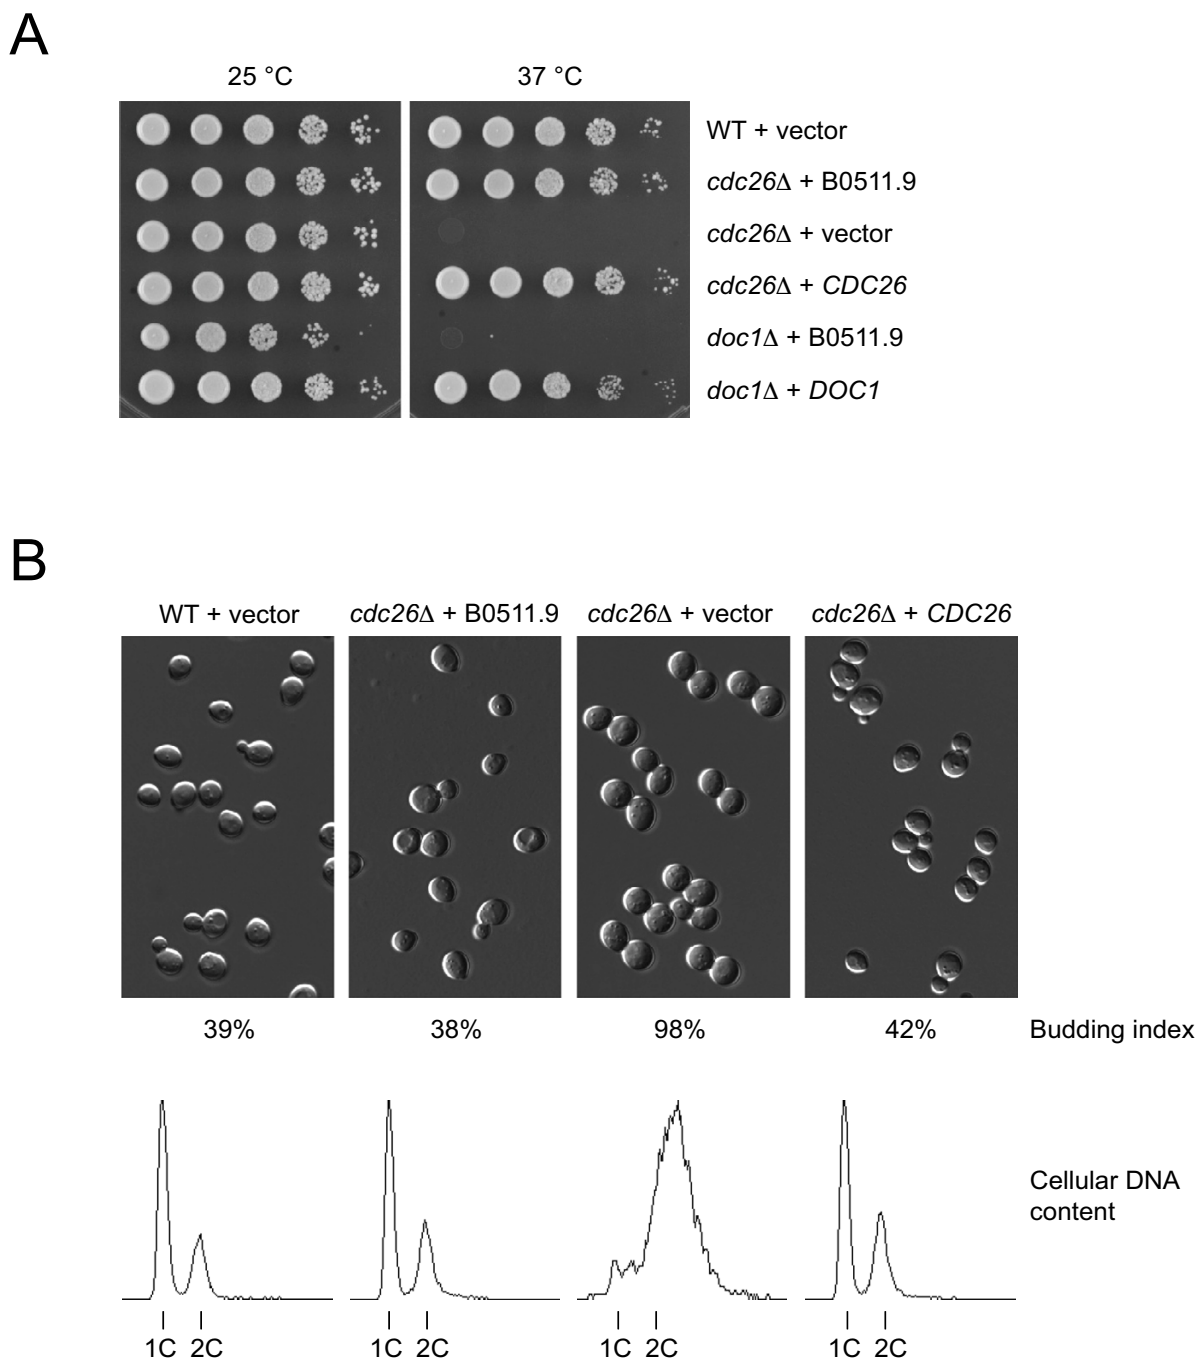 A
25 °C
37 °C
WT + vector
cdc26Δ + B0511.9
cdc26Δ + vector
cdc26Δ + CDC26
doc1Δ + B0511.9
doc1Δ + DOC1
B
WT + vector
cdc26Δ + B0511.9
cdc26Δ + vector
cdc26Δ + CDC26
39%
38%
98%
42%
Budding index
Cellular DNA
content
1C 2C
1C 2C
1C 2C
1C 2C